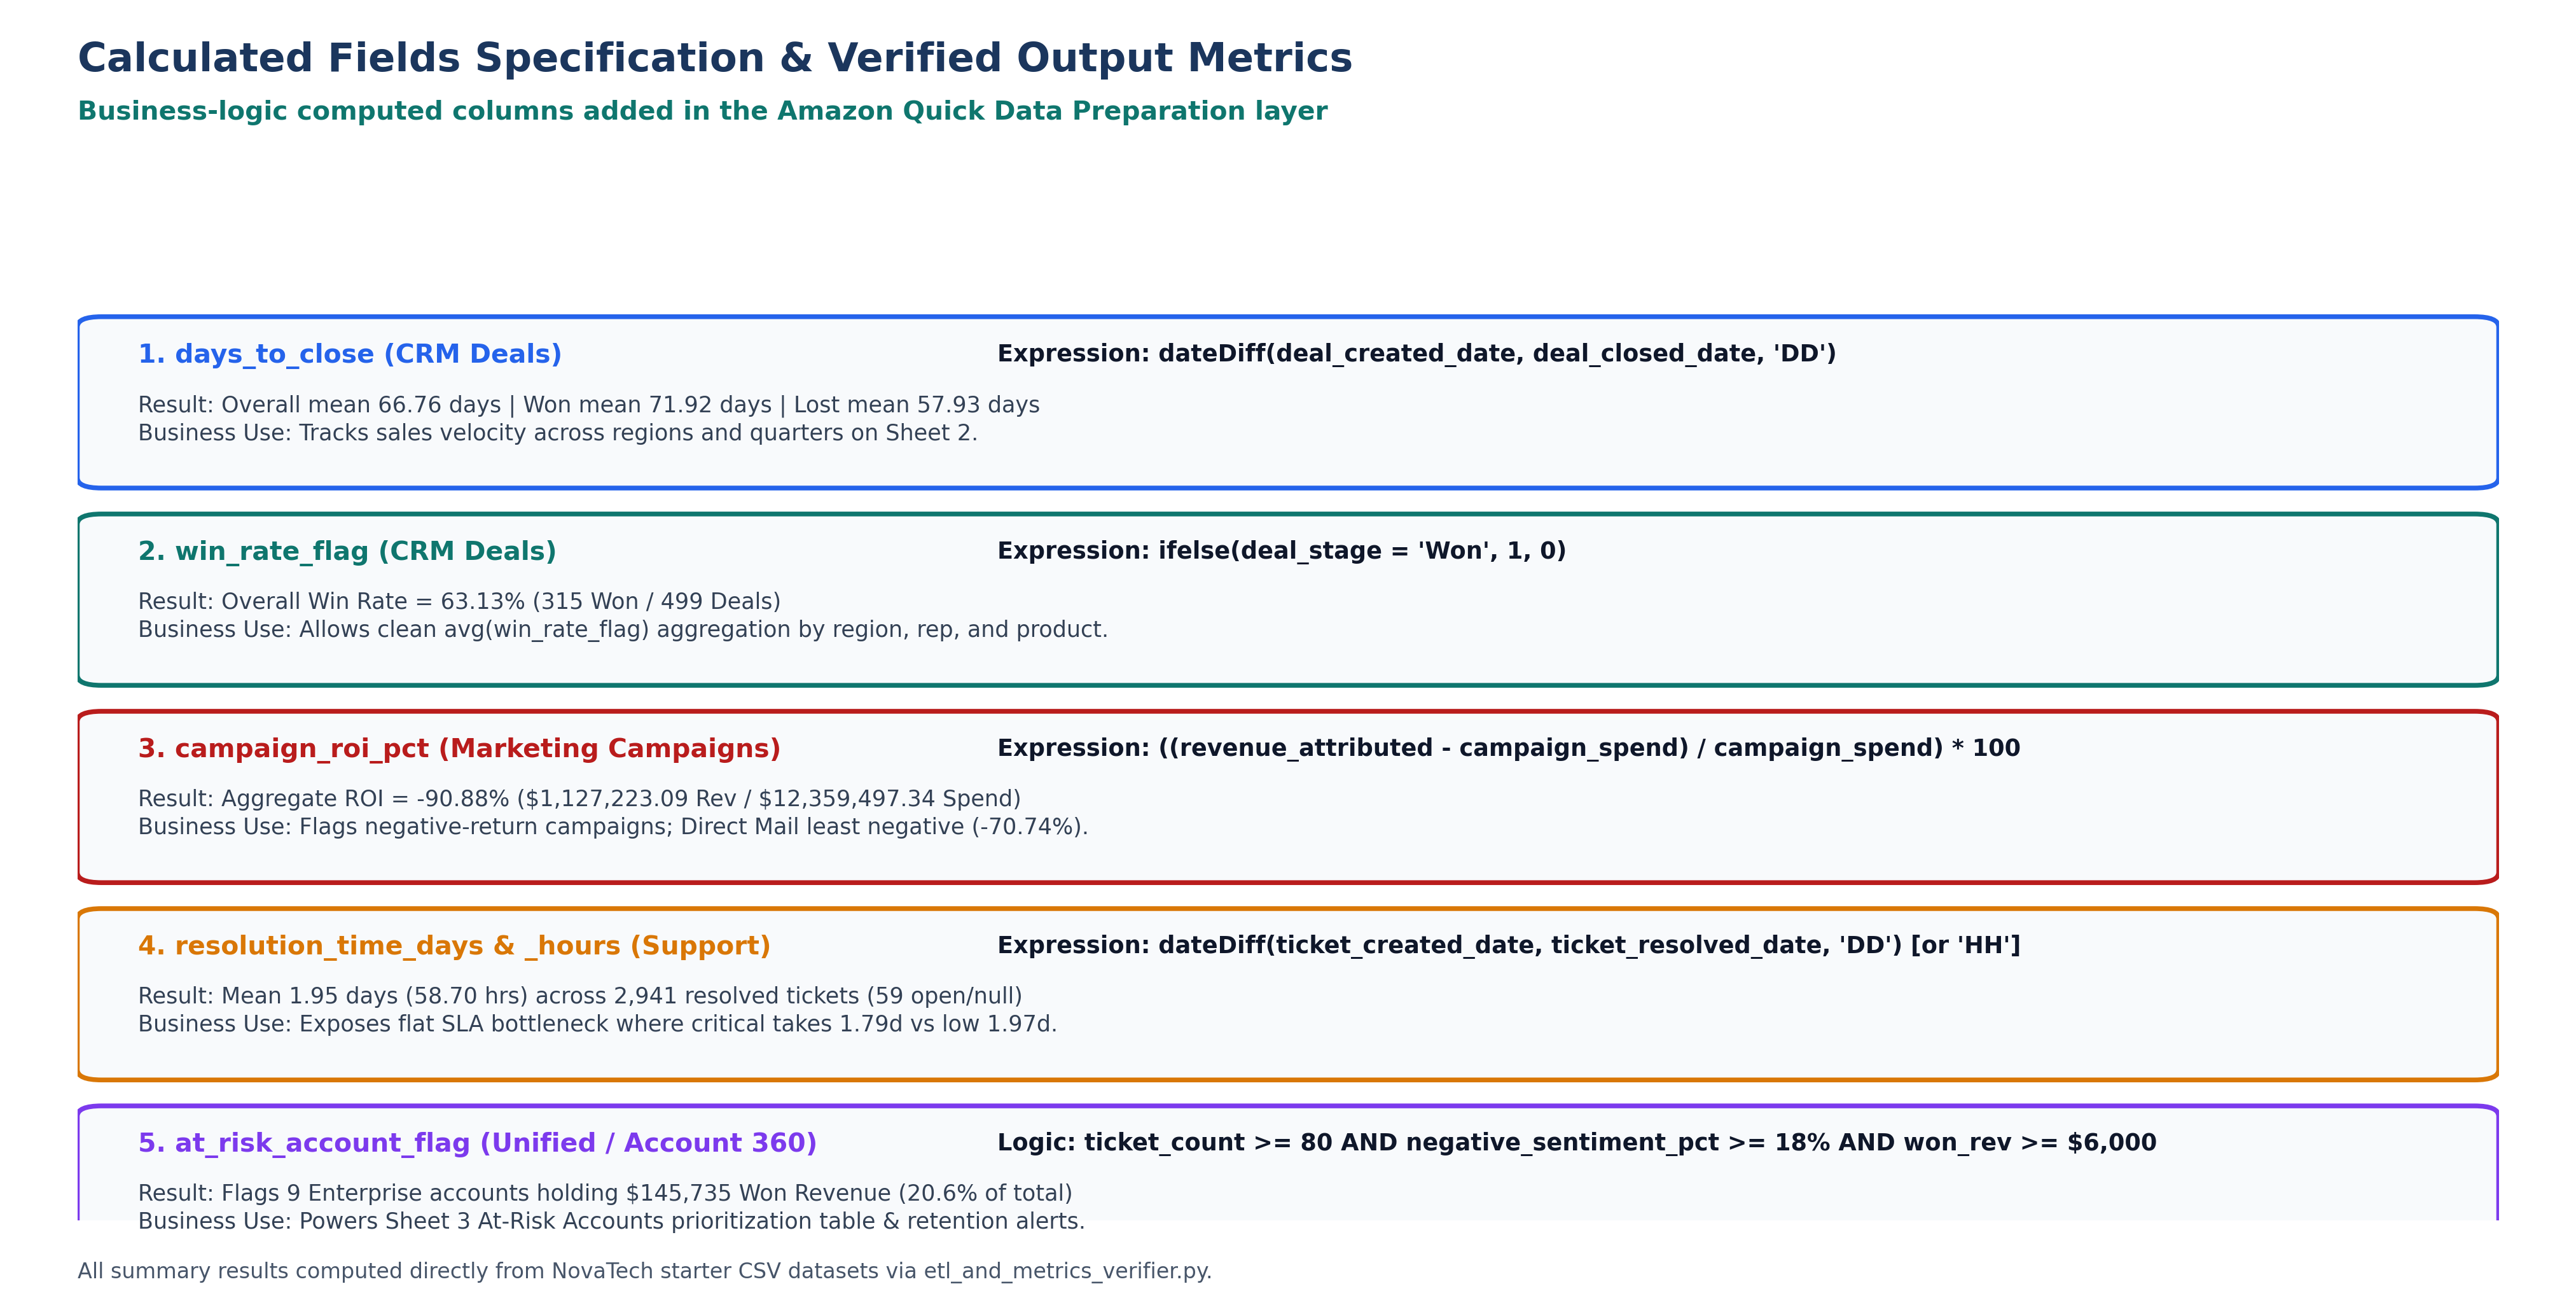 Calculated Fields Specification & Verified Output Metrics
Business-logic computed columns added in the Amazon Quick Data Preparation layer
1. days_to_close (CRM Deals)
Expression: dateDiff(deal_created_date, deal_closed_date, 'DD')
Result: Overall mean 66.76 days | Won mean 71.92 days | Lost mean 57.93 days
Business Use: Tracks sales velocity across regions and quarters on Sheet 2.
2. win_rate_flag (CRM Deals)
Expression: ifelse(deal_stage = 'Won', 1, 0)
Result: Overall Win Rate = 63.13% (315 Won / 499 Deals)
Business Use: Allows clean avg(win_rate_flag) aggregation by region, rep, and product.
3. campaign_roi_pct (Marketing Campaigns)
Expression: ((revenue_attributed - campaign_spend) / campaign_spend) * 100
Result: Aggregate ROI = -90.88% ($1,127,223.09 Rev / $12,359,497.34 Spend)
Business Use: Flags negative-return campaigns; Direct Mail least negative (-70.74%).
4. resolution_time_days & _hours (Support)
Expression: dateDiff(ticket_created_date, ticket_resolved_date, 'DD') [or 'HH']
Result: Mean 1.95 days (58.70 hrs) across 2,941 resolved tickets (59 open/null)
Business Use: Exposes flat SLA bottleneck where critical takes 1.79d vs low 1.97d.
5. at_risk_account_flag (Unified / Account 360)
Logic: ticket_count >= 80 AND negative_sentiment_pct >= 18% AND won_rev >= $6,000
Result: Flags 9 Enterprise accounts holding $145,735 Won Revenue (20.6% of total)
Business Use: Powers Sheet 3 At-Risk Accounts prioritization table & retention alerts.
All summary results computed directly from NovaTech starter CSV datasets via etl_and_metrics_verifier.py.